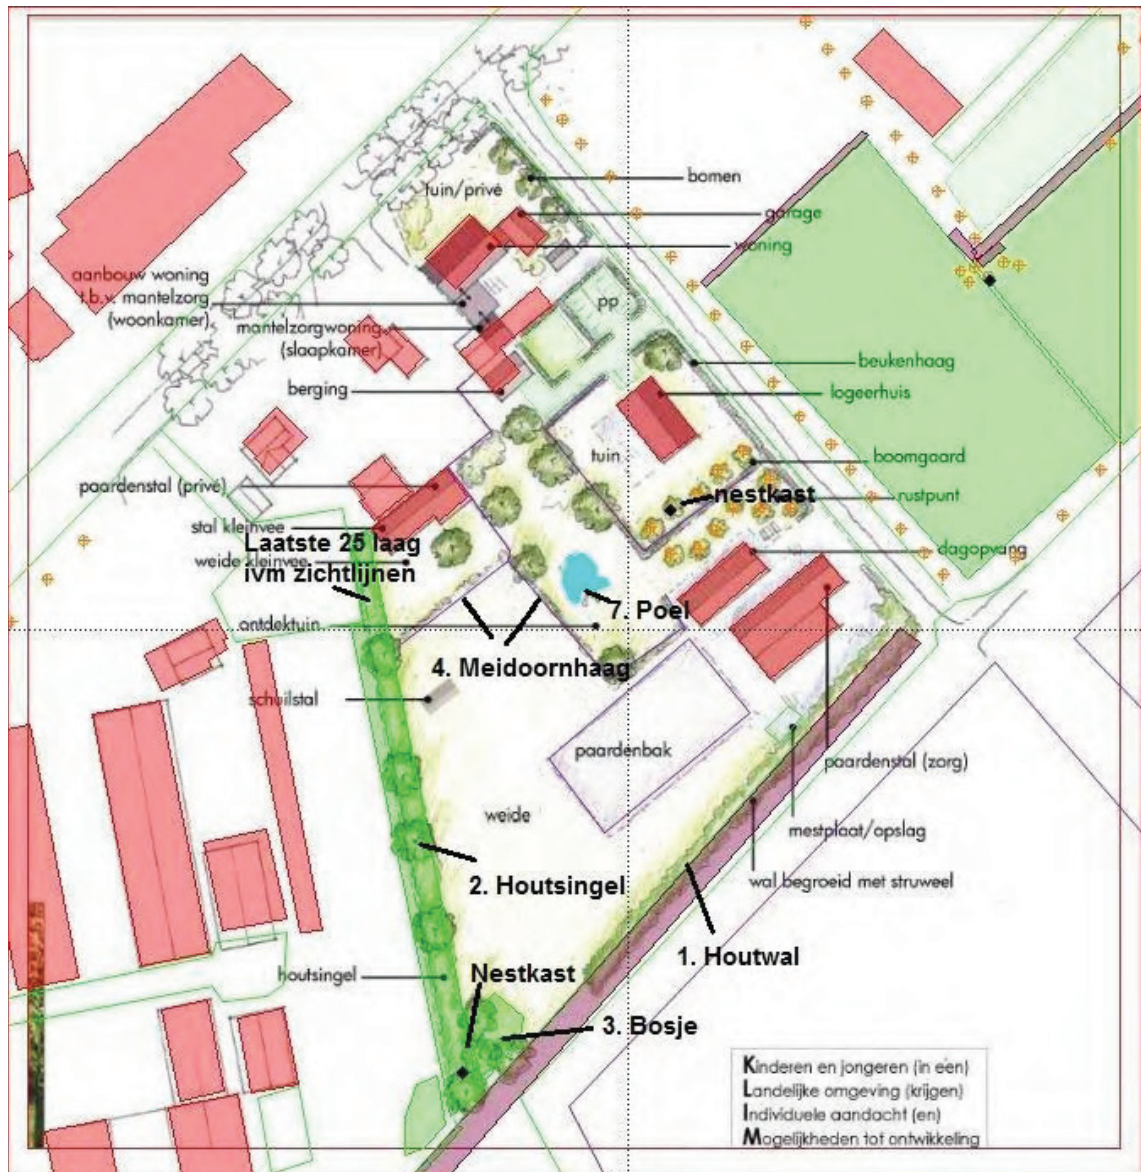 tuin/privé
bomen
garage
woning
aanbouw woning
t.b.v. mantelzorg
(woonkamer)
mantelzorgwoning
(slaapkamer)
pp
berging
beukenhaag
logeerhuis
tuin
boomgaard
paardenstal (privé)
nestkast
rustpunt
stal kleinvee
Laatste 25 laag
ivm zichtlijnen
weide kleinvee
dagopvang
7. Poel
ontdektuin
4. Meidoornhaag
schuilstal
paardenbak
paardenstal (zorg)
weide
mestplaat/opslag
2. Houtsingel
wal begroeid met struweel
1. Houtwal
houtsingel
Nestkast
3. Bosje
Kinderen en jongeren (in een)
Landelijke omgeving (krijgen)
Individuele aandacht (en)
Mogelijkheden tot ontwikkeling